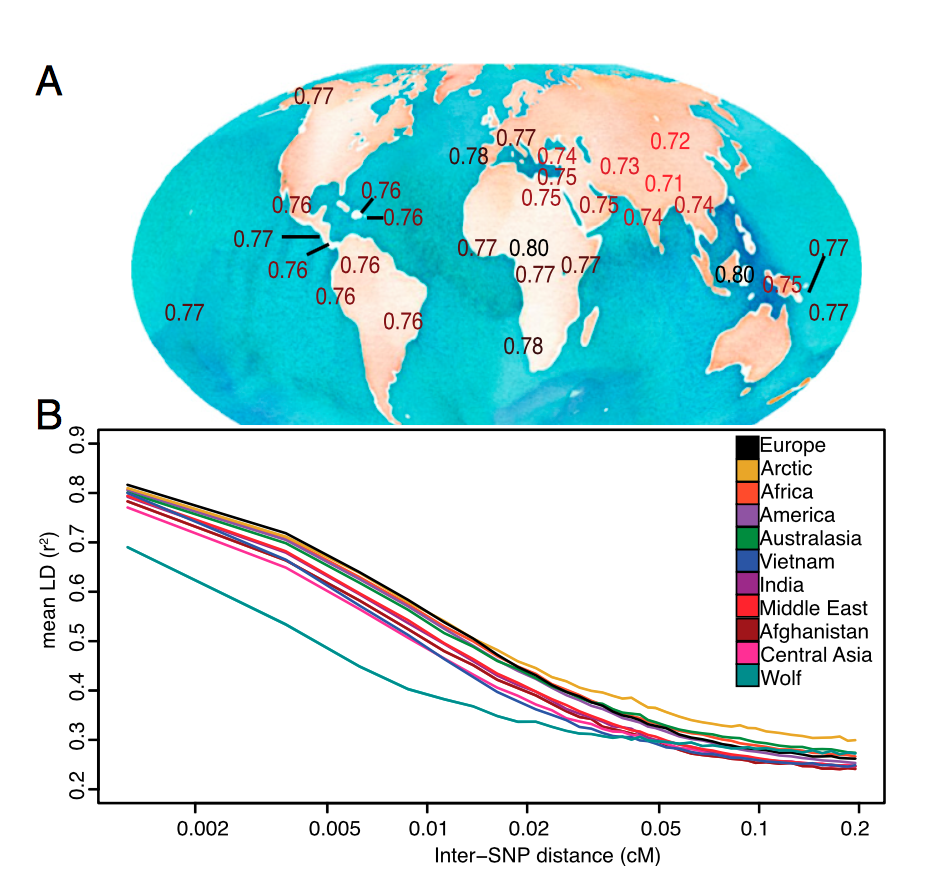 A
0.77
0.77
0.72
0.78
0.74
0.73
0.75
0.71
0.76
0.75
0.76
0.75
0.74
0.76
0.74
0.77
0.77
0.80
0.77
0.76
0.76
0.77
0.77
0.80
0.75
0.76
0.77
0.77
0.76
0.78
B
mean LD (r²)
0.9
0.8
0.7
0.6
0.5
0.4
0.3
0.2
Europe
Arctic
Africa
America
Australasia
Vietnam
India
Middle East
Afghanistan
Central Asia
Wolf
0.002 0.005 0.01 0.02 0.05 0.1 0.2
Inter−SNP distance (cM)